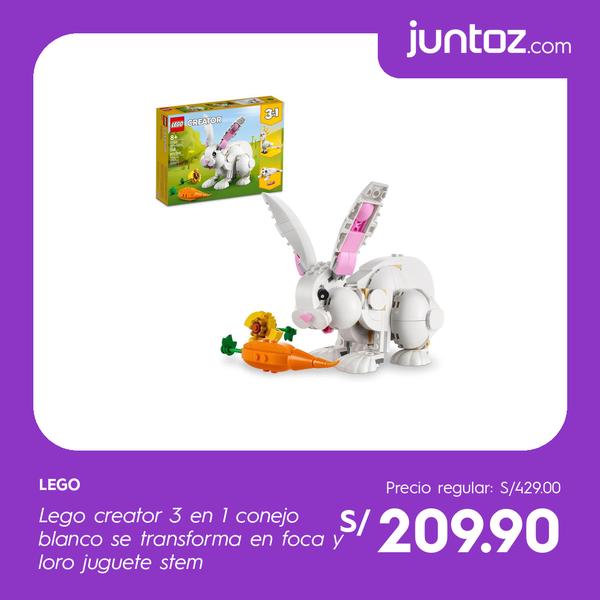 juntoz.com
LEGO CREATOR
3in1
8+
LEGO
Lego creator 3 en 1 conejo
blanco se transforma en foca y
loro juguete stem
Precio regular: S/429.00
S/ 209.90